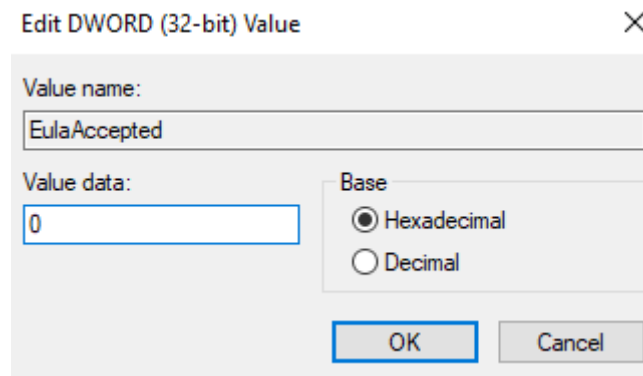 Edit DWORD (32-bit) Value
Value name:
EulaAccepted
Value data:
0
Base
Hexadecimal
Decimal
OK
Cancel